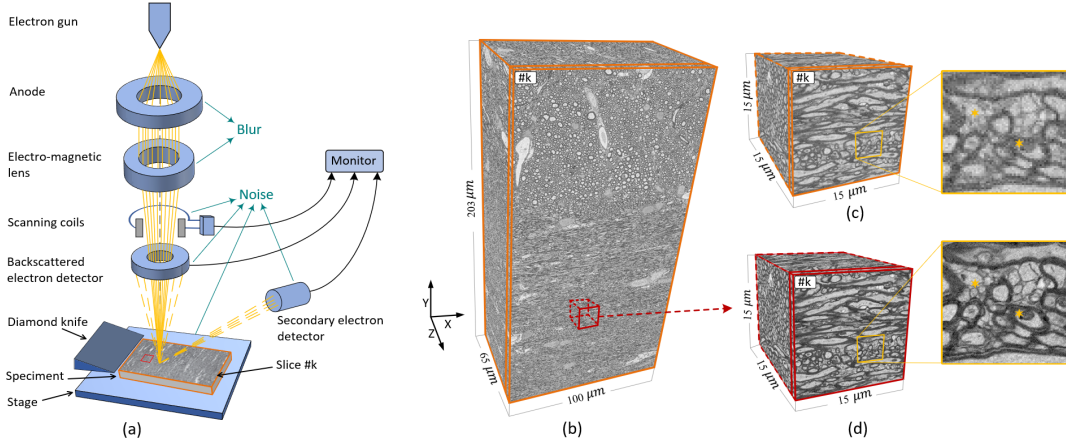 Electron gun
Anode
Blur
Electro-magnetic
lens
Monitor
Noise
Scanning coils
Backscattered
electron detector
Diamond knife
Secondary electron
detector
Speciment
Slice #k
Stage
(a)
#k
203 μm
Y
X
Z
65 μm
100 μm
(b)
#k
15 μm
15 μm
15 μm
(c)
#k
15 μm
15 μm
15 μm
(d)